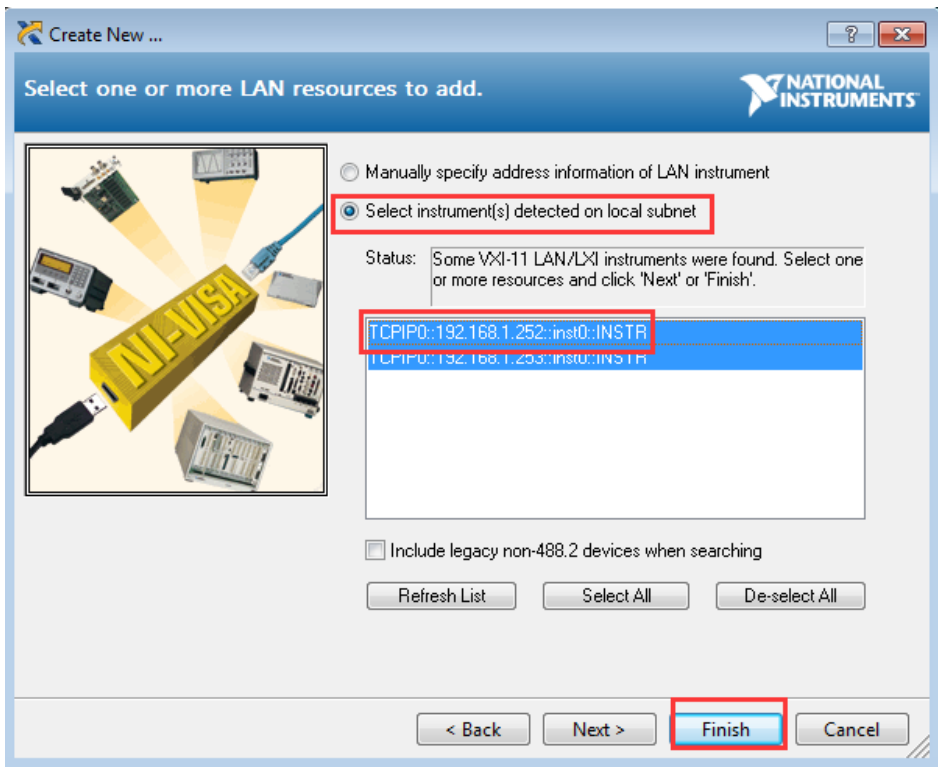 Create New ...
Select one or more LAN resources to add.
NATIONAL
INSTRUMENTS
Manually specify address information of LAN instrument
Select instrument(s) detected on local subnet
Status: Some VXI-11 LAN/LXI instruments were found. Select one
or more resources and click 'Next' or 'Finish'.
TCPIP0::192.168.1.252::inst0::INSTR
TCPIP0::192.168.1.253::inst0::INSTR
NI-VISA
Include legacy non-488.2 devices when searching
Refresh List Select All De-select All
< Back Next > Finish Cancel